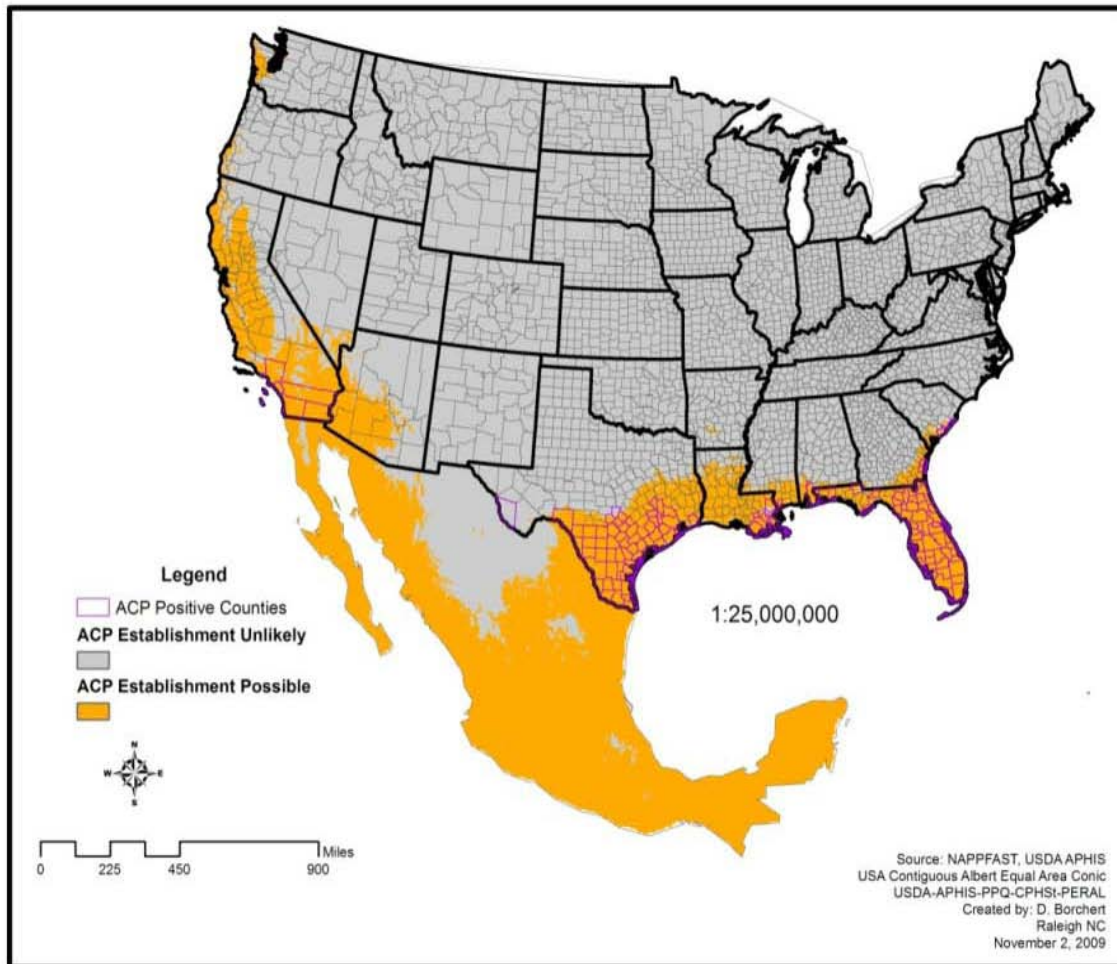 Legend
ACP Positive Counties
ACP Establishment Unlikely
ACP Establishment Possible
N
W E
S
1:25,000,000
Miles
0 225 450 900
Source: NAPPFAST, USDA APHIS
USA Contiguous Albert Equal Area Conic
USDA-APHIS-PPQ-CPHSt-PERAL
Created by: D. Borchert
Raleigh NC
November 2, 2009